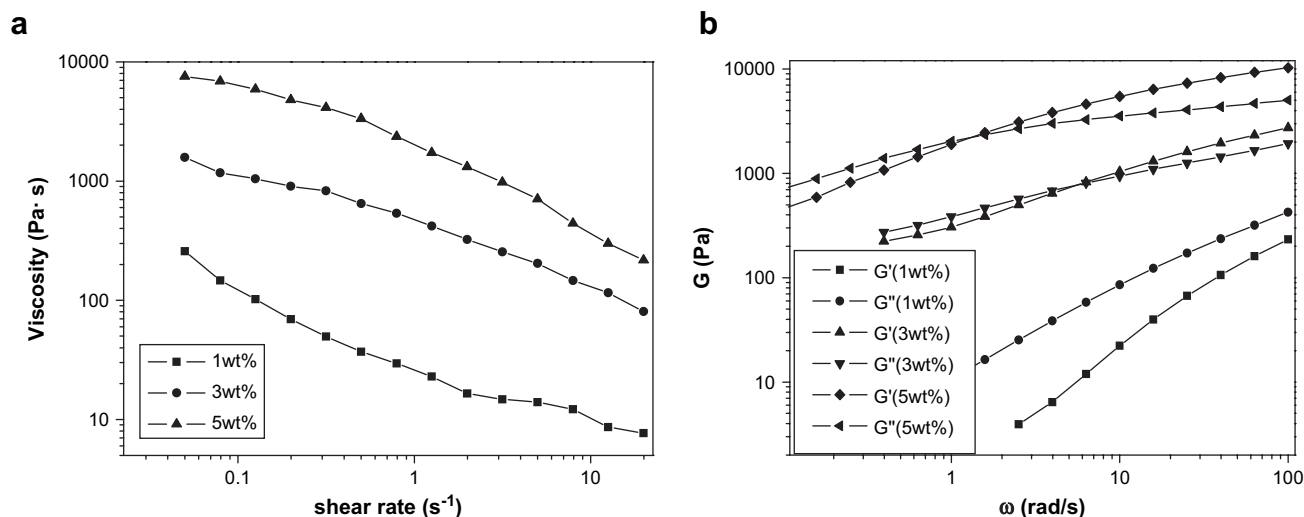 a
10000
1000
100
10
Viscosity (Pa· s)
1wt%
3wt%
5wt%
0.1
1
10
shear rate (s⁻¹)
b
10000
1000
100
10
G (Pa)
G'(1wt%)
G"(1wt%)
G'(3wt%)
G"(3wt%)
G'(5wt%)
G"(5wt%)
1
10
100
ω (rad/s)